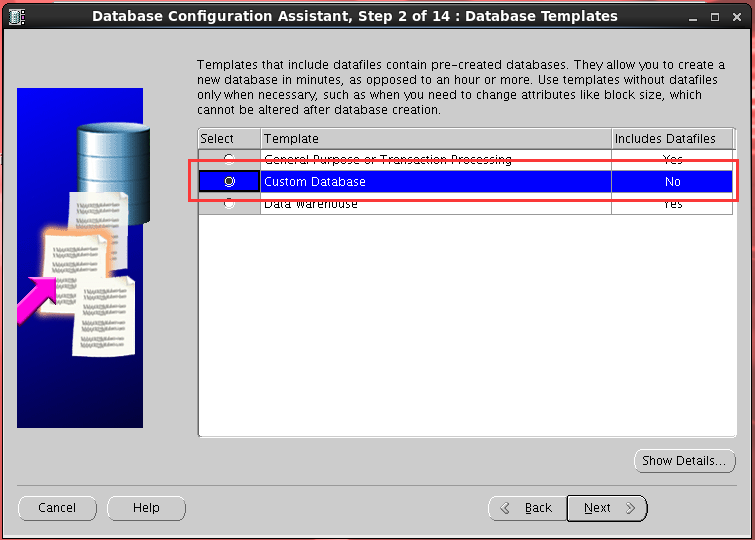 Database Configuration Assistant, Step 2 of 14 : Database Templates
Templates that include datafiles contain pre-created databases. They allow you to create a
new database in minutes, as opposed to an hour or more. Use templates without datafiles
only when necessary, such as when you need to change attributes like block size, which
cannot be altered after database creation.
Select Template Includes Datafiles
General Purpose or Transaction Processing Yes
Custom Database No
Data Warehouse Yes
Show Details...
Cancel Help Back Next